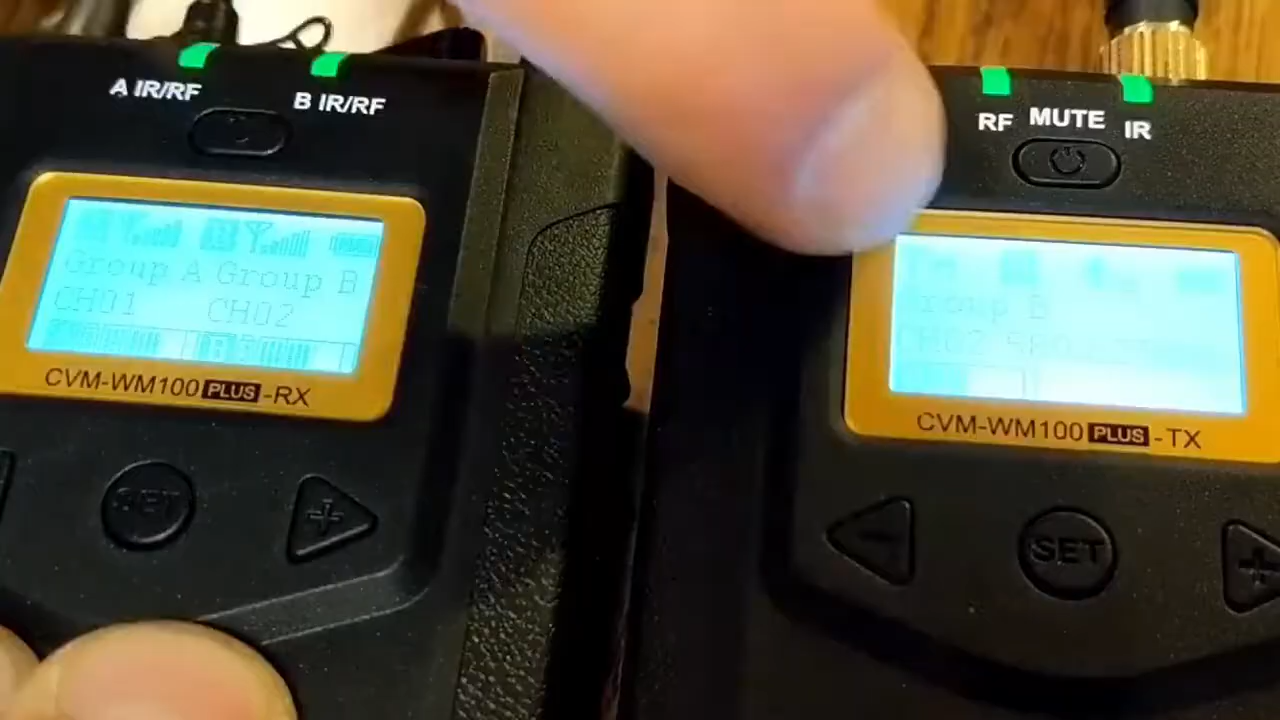 A IR/RF
B IR/RF
Group A Group B
CH01 CH02
CVM-WM100 PLUS -RX
SET
+
RF MUTE IR
Group B
CVM-WM100 PLUS -TX
-
SET
+